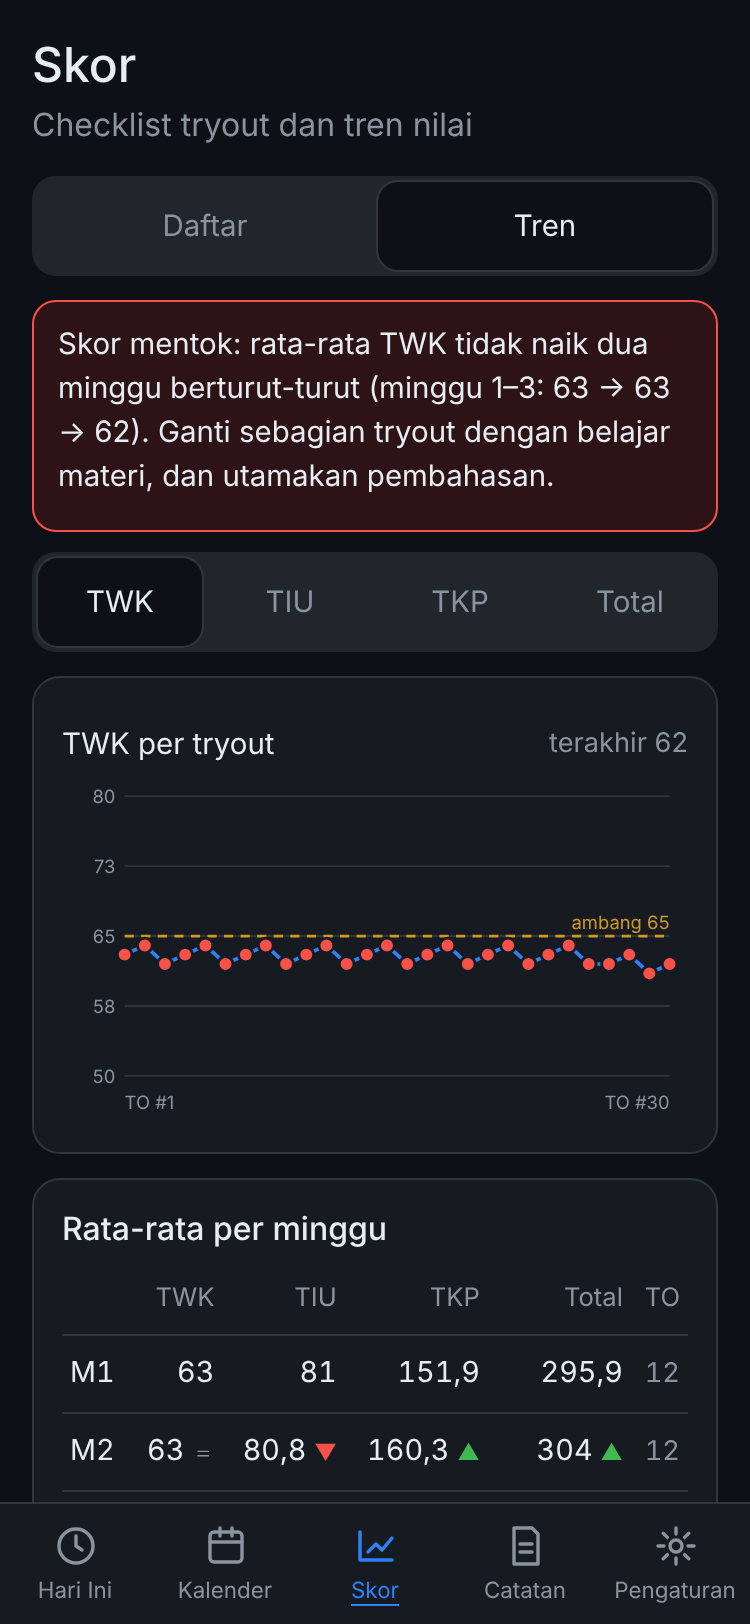 Skor
Checklist tryout dan tren nilai
Daftar Tren
Skor mentok: rata-rata TWK tidak naik dua
minggu berturut-turut (minggu 1–3: 63 → 63
→ 62). Ganti sebagian tryout dengan belajar
materi, dan utamakan pembahasan.
TWK TIU TKP Total
TWK per tryout terakhir 62
80
73
ambang 65
65
58
50
TO #1 TO #30
Rata-rata per minggu
TWK TIU TKP Total TO
M1 63 81 151,9 295,9 12
M2 63 = 80,8 ▼ 160,3 ▲ 304 ▲ 12
Hari Ini Kalender Skor Catatan Pengaturan